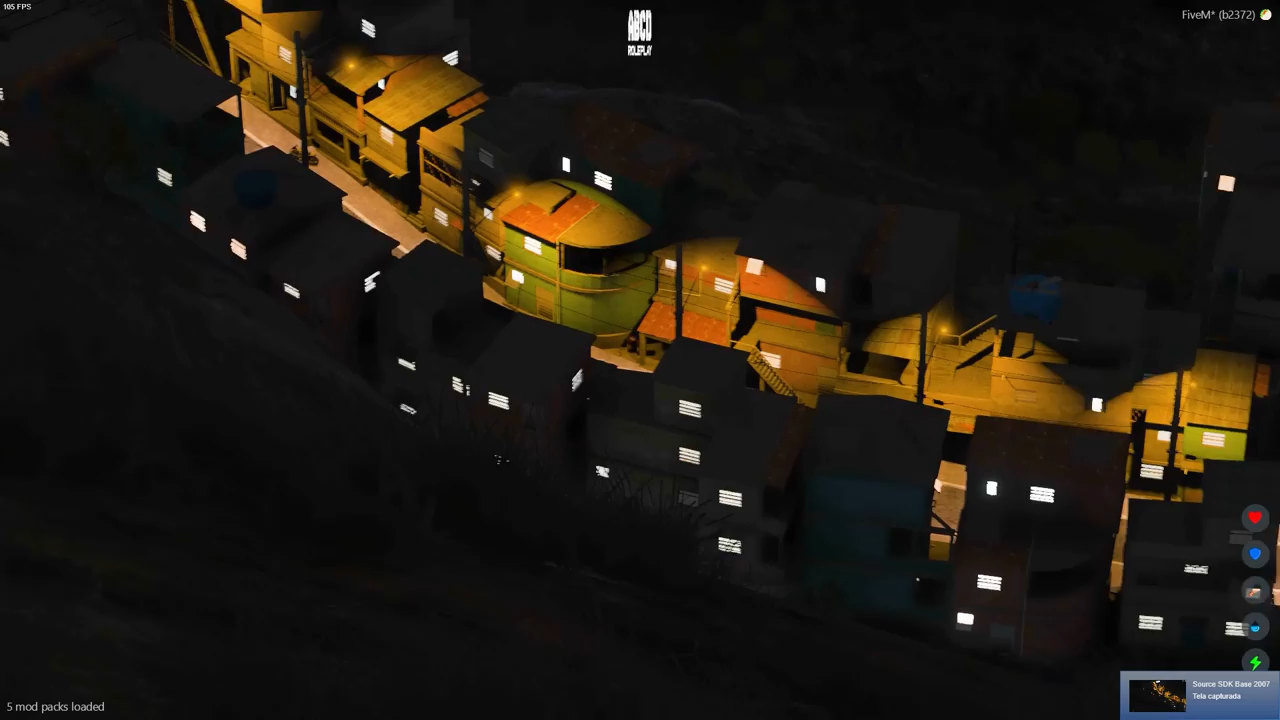 105 FPS
ABCD
ROLEPLAY
FiveM* (b2372)
5 mod packs loaded
Source SDK Base 2007
Tela capturada